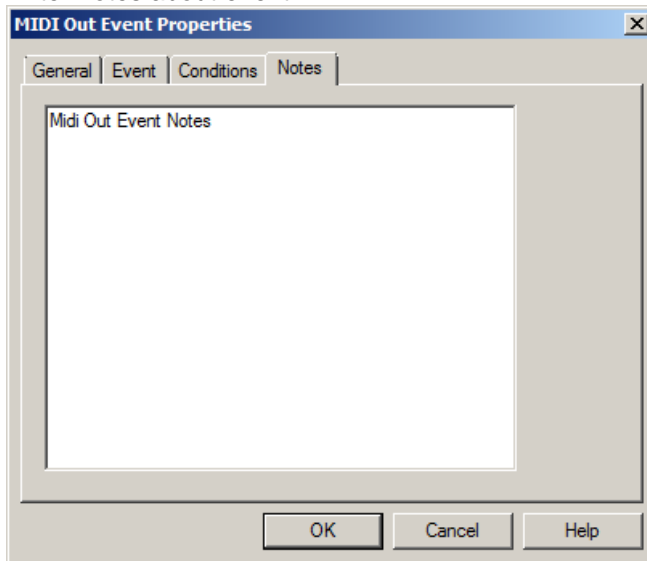 MIDI Out Event Properties
General Event Conditions Notes
Midi Out Event Notes
OK Cancel Help